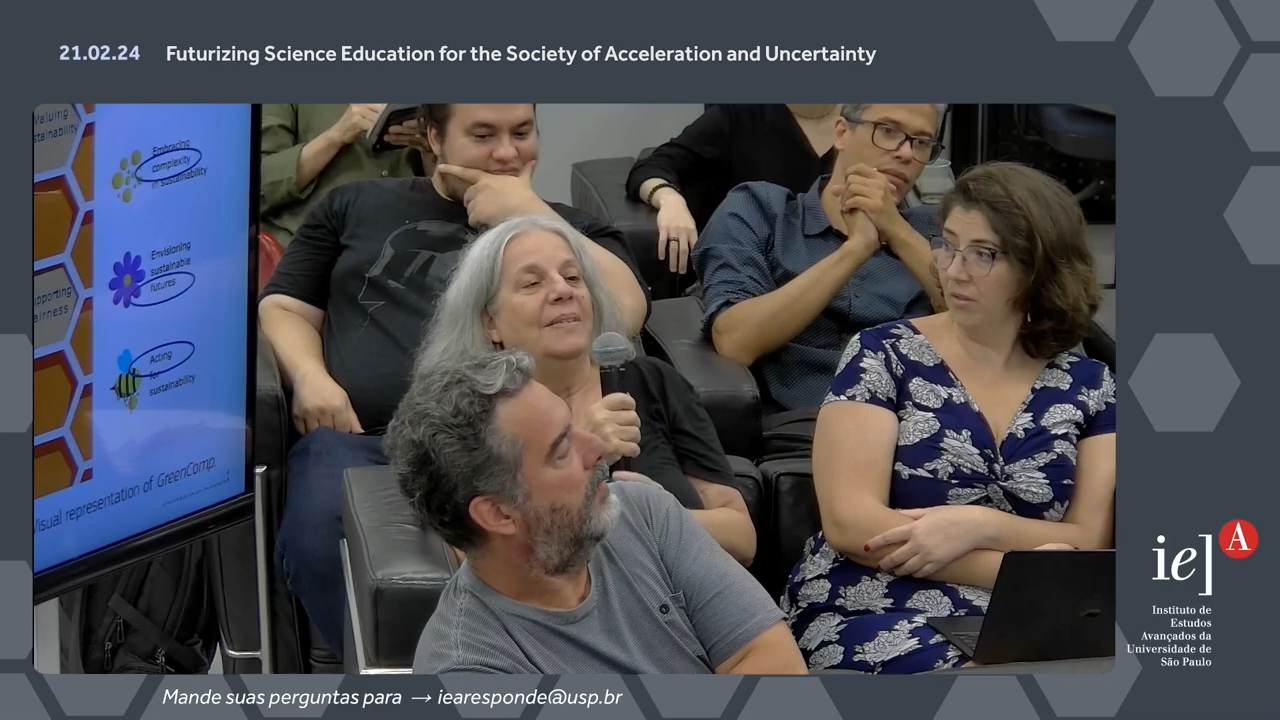 21.02.24 Futurizing Science Education for the Society of Acceleration and Uncertainty
Valuing
Embracing
complexity
in sustainability
Envisioning
sustainable
futures
Acting
for
sustainability
Visual representation of GreenComp.
ie] A
Instituto de
Estudos
Avançados da
Universidade de
São Paulo
Mande suas perguntas para → iearesponde@usp.br